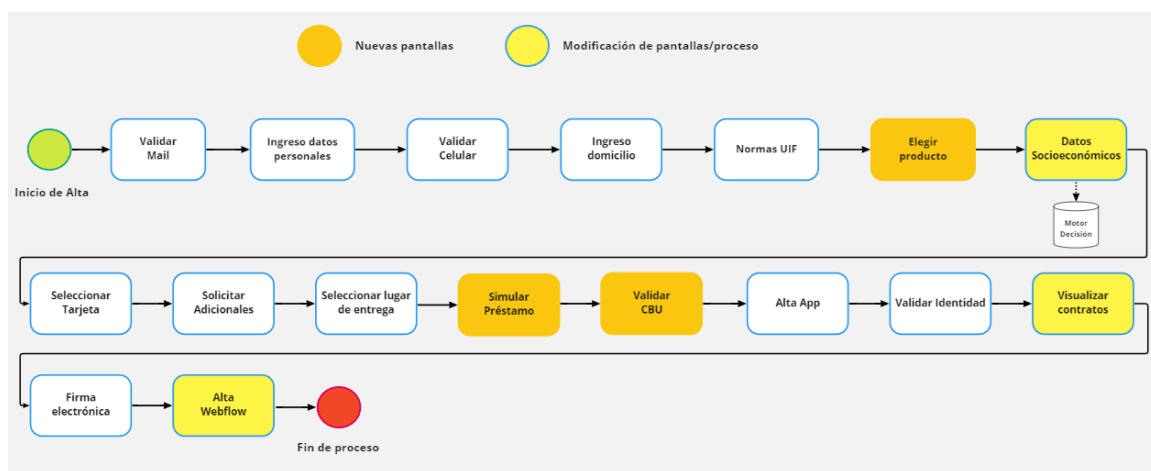 Nuevas pantallas
Modificación de pantallas/proceso
Inicio de Alta
Validar
Mail
Ingreso datos
personales
Validar
Celular
Ingreso
domicilio
Normas UIF
Elegir
producto
Datos
Socioeconómicos
Motor
Decisión
Seleccionar
Tarjeta
Solicitar
Adicionales
Seleccionar lugar
de entrega
Simular
Préstamo
Validar
CBU
Alta App
Validar Identidad
Visualizar
contratos
Firma
electrónica
Alta
Webflow
Fin de proceso